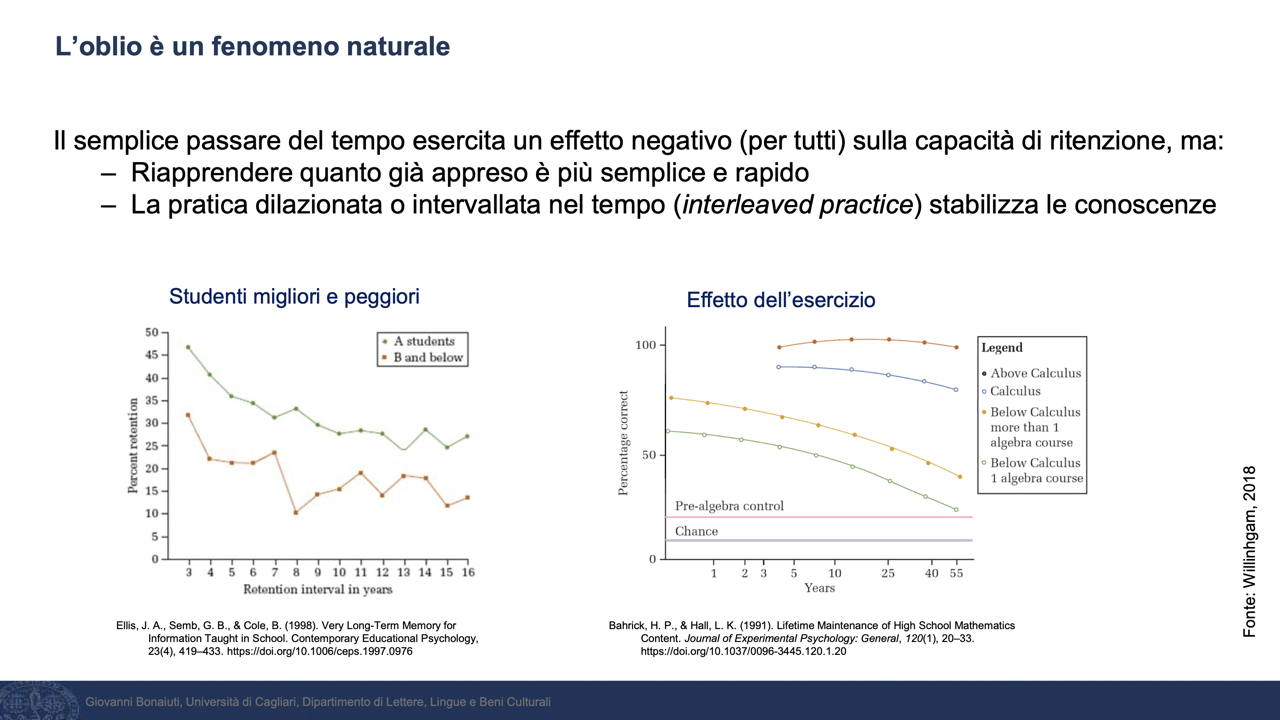 L’oblio è un fenomeno naturale
Il semplice passare del tempo esercita un effetto negativo (per tutti) sulla capacità di ritenzione, ma:
– Riapprendere quanto già appreso è più semplice e rapido
– La pratica dilazionata o intervallata nel tempo (interleaved practice) stabilizza le conoscenze
Studenti migliori e peggiori
50
45
40
35
30
25
20
15
10
5
0
Percent retention
A students
B and below
3 4 5 6 7 8 9 10 11 12 13 14 15 16
Retention interval in years
Ellis, J. A., Semb, G. B., & Cole, B. (1998). Very Long-Term Memory for
Information Taught in School. Contemporary Educational Psychology,
23(4), 419–433. https://doi.org/10.1006/ceps.1997.0976
Effetto dell’esercizio
100
50
0
Percentage correct
Pre-algebra control
Chance
1 2 3 5 10 25 40 55
Years
Legend
Above Calculus
Calculus
Below Calculus
more than 1
algebra course
Below Calculus
1 algebra course
Bahrick, H. P., & Hall, L. K. (1991). Lifetime Maintenance of High School Mathematics
Content. Journal of Experimental Psychology: General, 120(1), 20–33.
https://doi.org/10.1037/0096-3445.120.1.20
Fonte: Willinhgam, 2018
Giovanni Bonaiuti, Università di Cagliari, Dipartimento di Lettere, Lingue e Beni Culturali